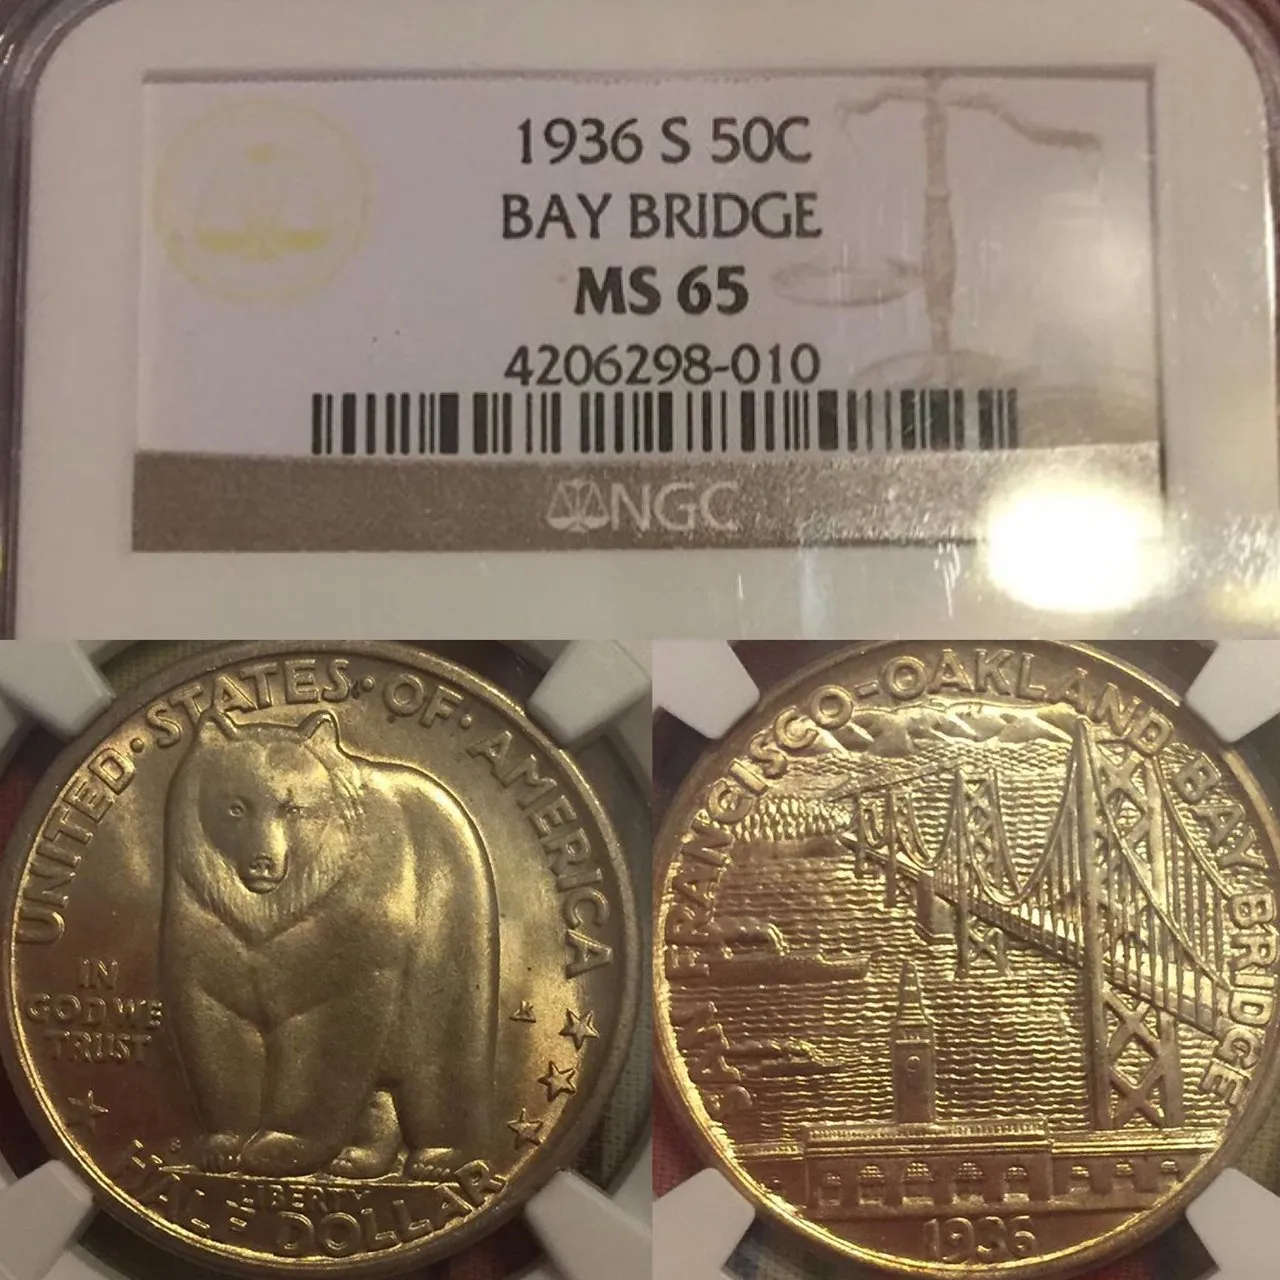 1936 S 50C
BAY BRIDGE
MS 65
4206298-010
NGC
UNITED·STATES·OF·AMERICA
IN
GOD WE
TRUST
S
LIBERTY
HALF DOLLAR
SAN FRANCISCO-OAKLAND BAY BRIDGE
1936